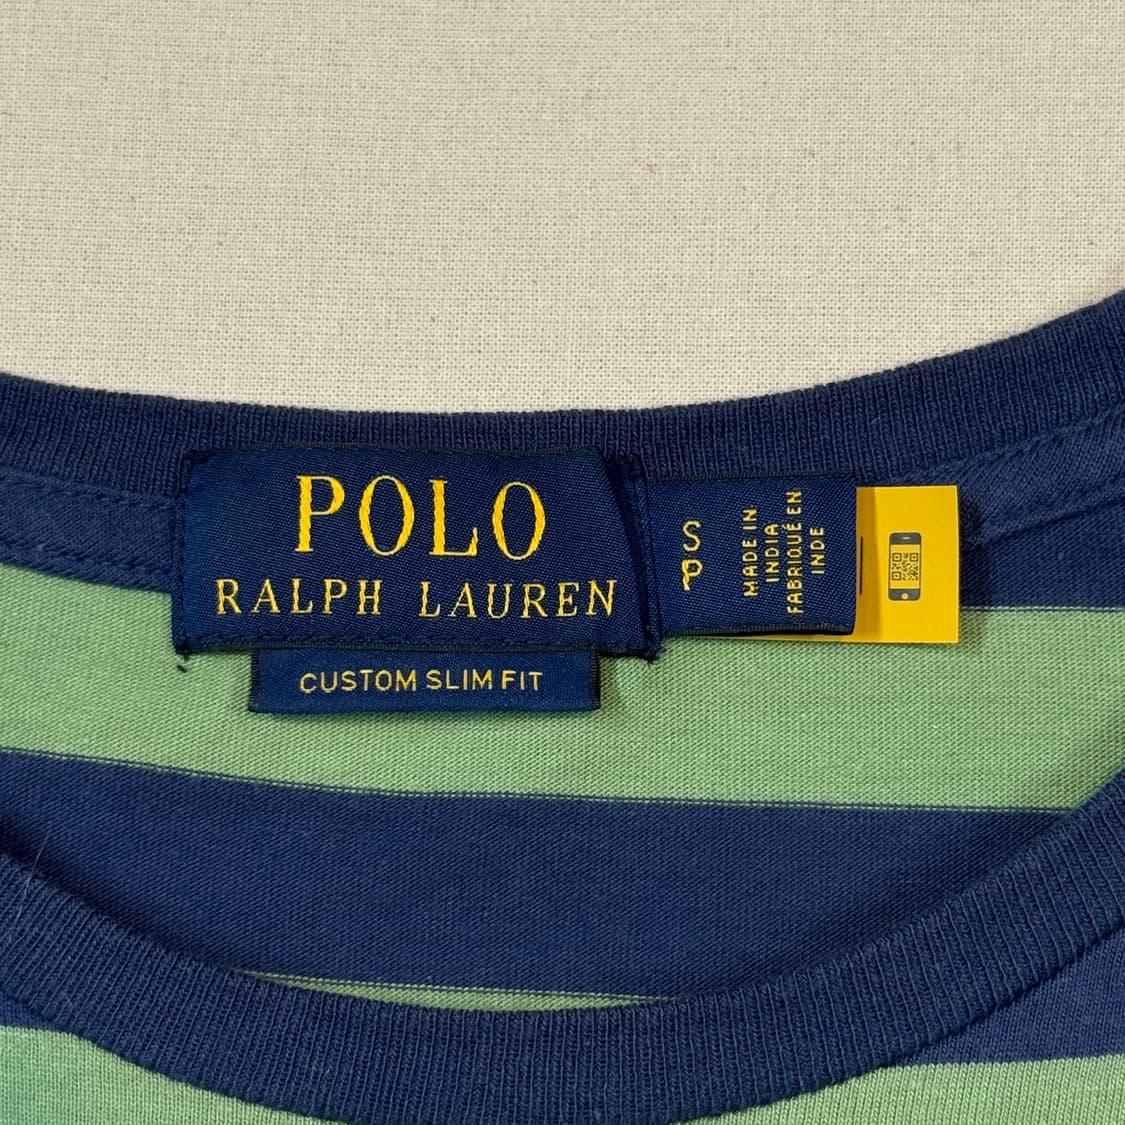 POLO
RALPH LAUREN
CUSTOM SLIM FIT
S
P
MADE IN
INDIA
FABRIQUÉ EN
INDE